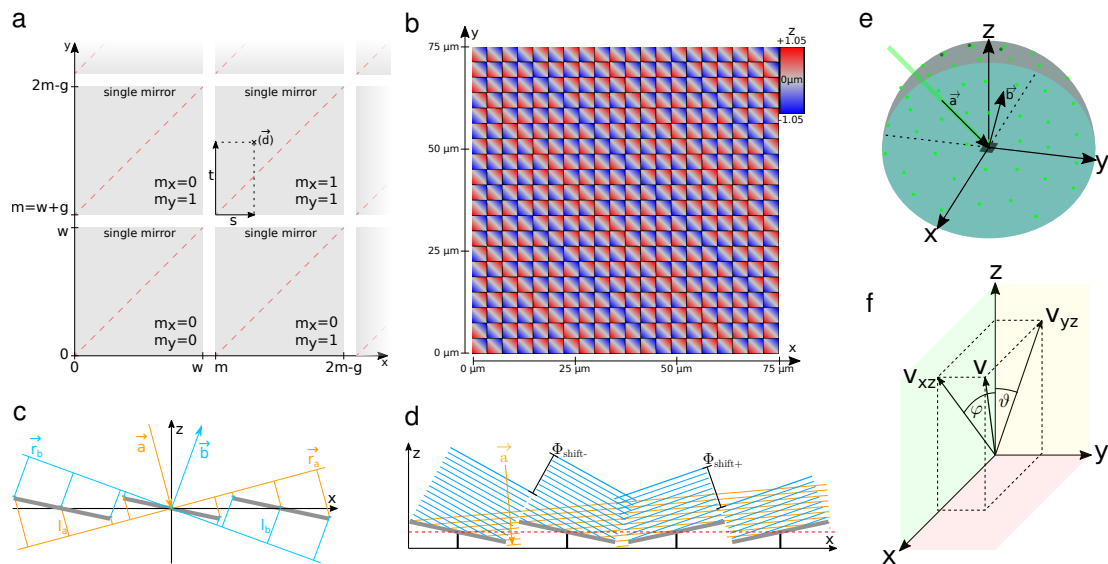 a
y
2m-g
single mirror
single mirror
(d)
t
s
mx=0
my=1
mx=1
my=1
m=w+g
w
single mirror
single mirror
mx=0
my=0
mx=0
my=1
0
0
w
m
2m-g
x
b
y
75 µm
50 µm
25 µm
0 µm
0 µm
25 µm
50 µm
75 µm
x
z
+1.05
0µm
-1.05
c
z
a
b
rb
ra
x
la
lb
d
z
a
Φshift-
Φshift+
x
e
z
a
b
y
x
f
z
vyz
vxz
v
φ
ϑ
y
x